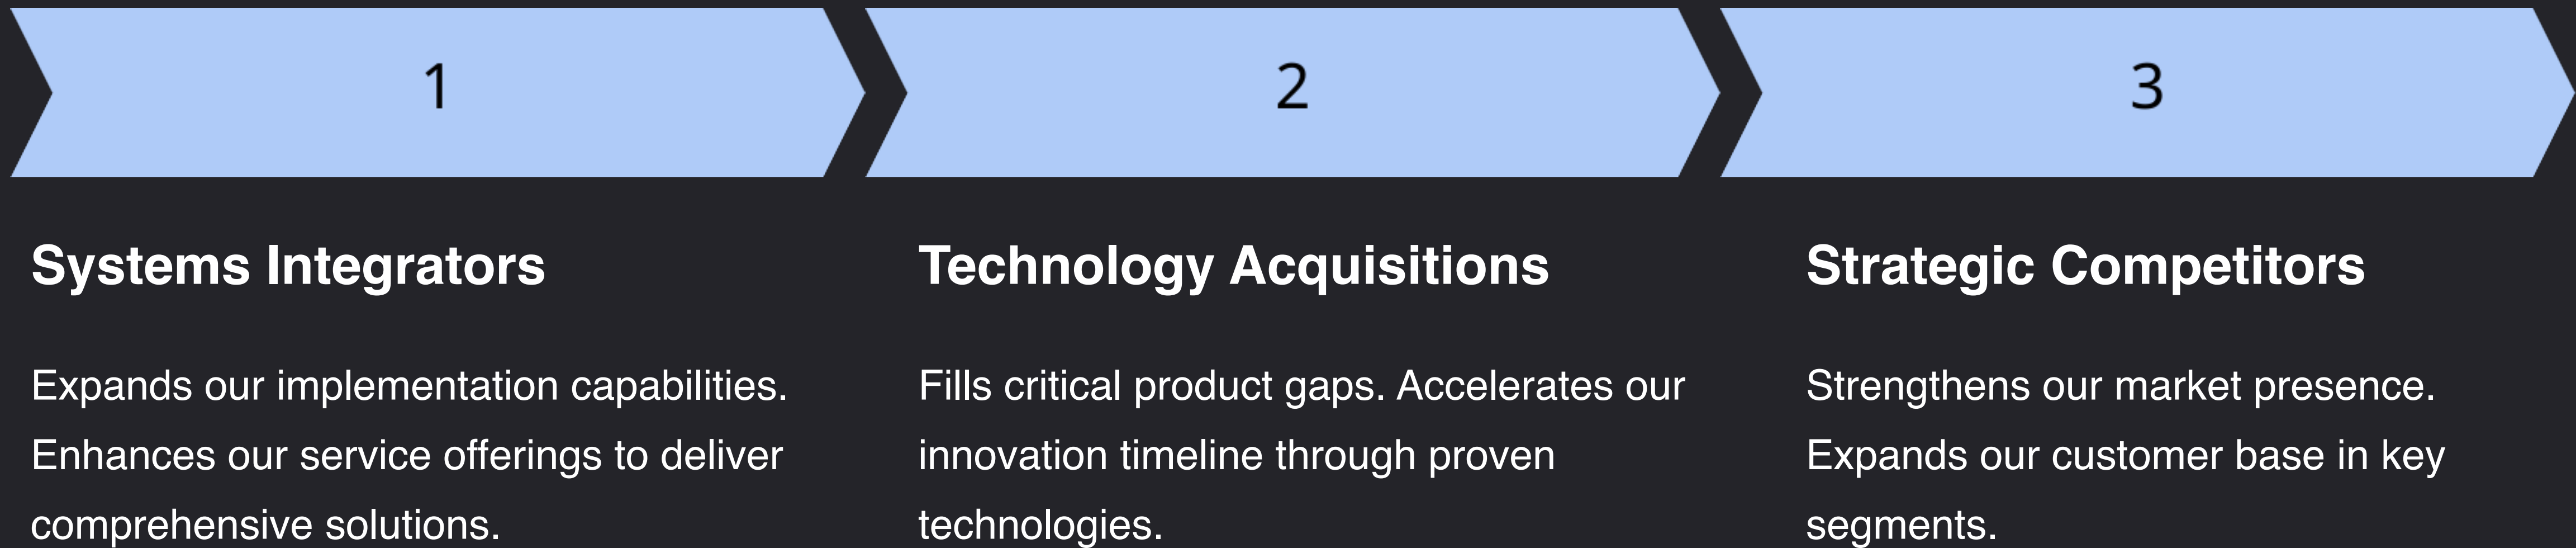 1
2
3
Systems Integrators
Expands our implementation capabilities.
Enhances our service offerings to deliver
comprehensive solutions.
Technology Acquisitions
Fills critical product gaps. Accelerates our
innovation timeline through proven
technologies.
Strategic Competitors
Strengthens our market presence.
Expands our customer base in key
segments.